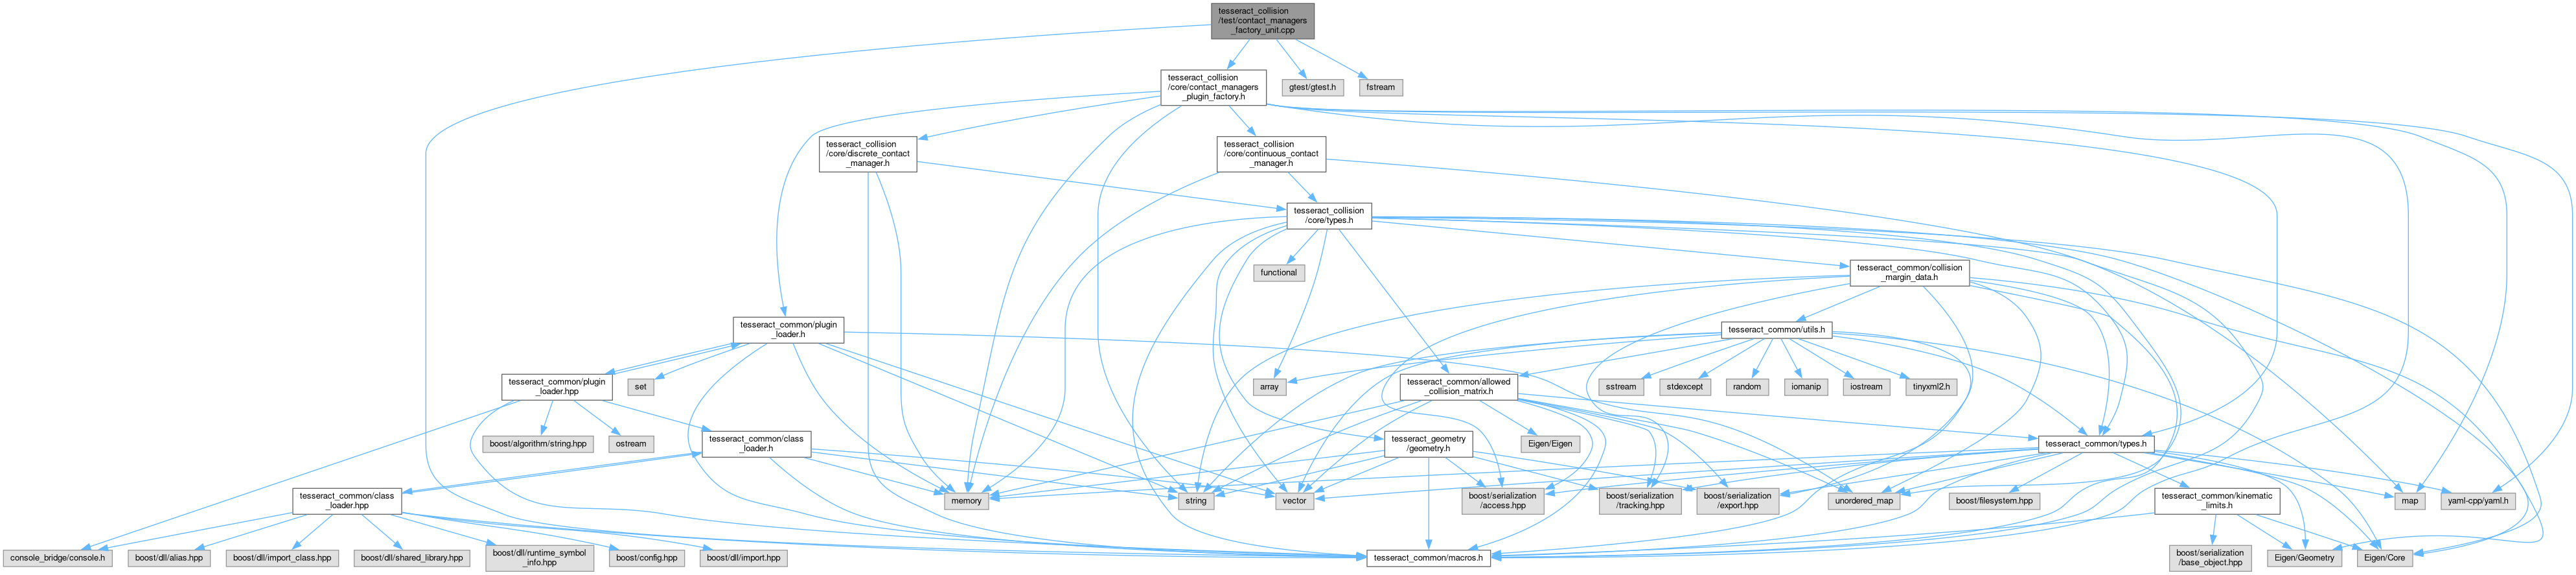 tesseract_collision
/test/contact_managers
_factory_unit.cpp
tesseract_collision
/core/contact_managers
_plugin_factory.h
gtest/gtest.h
fstream
tesseract_collision
/core/discrete_contact
_manager.h
tesseract_collision
/core/continuous_contact
_manager.h
tesseract_collision
/core/types.h
functional
tesseract_common/collision
_margin_data.h
tesseract_common/plugin
_loader.h
tesseract_common/utils.h
tesseract_common/plugin
_loader.hpp
set
array
tesseract_common/allowed
_collision_matrix.h
sstream
stdexcept
random
iomanip
iostream
tinyxml2.h
boost/algorithm/string.hpp
ostream
tesseract_common/class
_loader.h
tesseract_geometry
/geometry.h
Eigen/Eigen
tesseract_common/types.h
tesseract_common/class
_loader.hpp
memory
string
vector
boost/serialization
/access.hpp
boost/serialization
/tracking.hpp
boost/serialization
/export.hpp
unordered_map
boost/filesystem.hpp
tesseract_common/kinematic
_limits.h
map
yaml-cpp/yaml.h
console_bridge/console.h
boost/dll/alias.hpp
boost/dll/import_class.hpp
boost/dll/shared_library.hpp
boost/dll/runtime_symbol
_info.hpp
boost/config.hpp
boost/dll/import.hpp
tesseract_common/macros.h
boost/serialization
/base_object.hpp
Eigen/Geometry
Eigen/Core